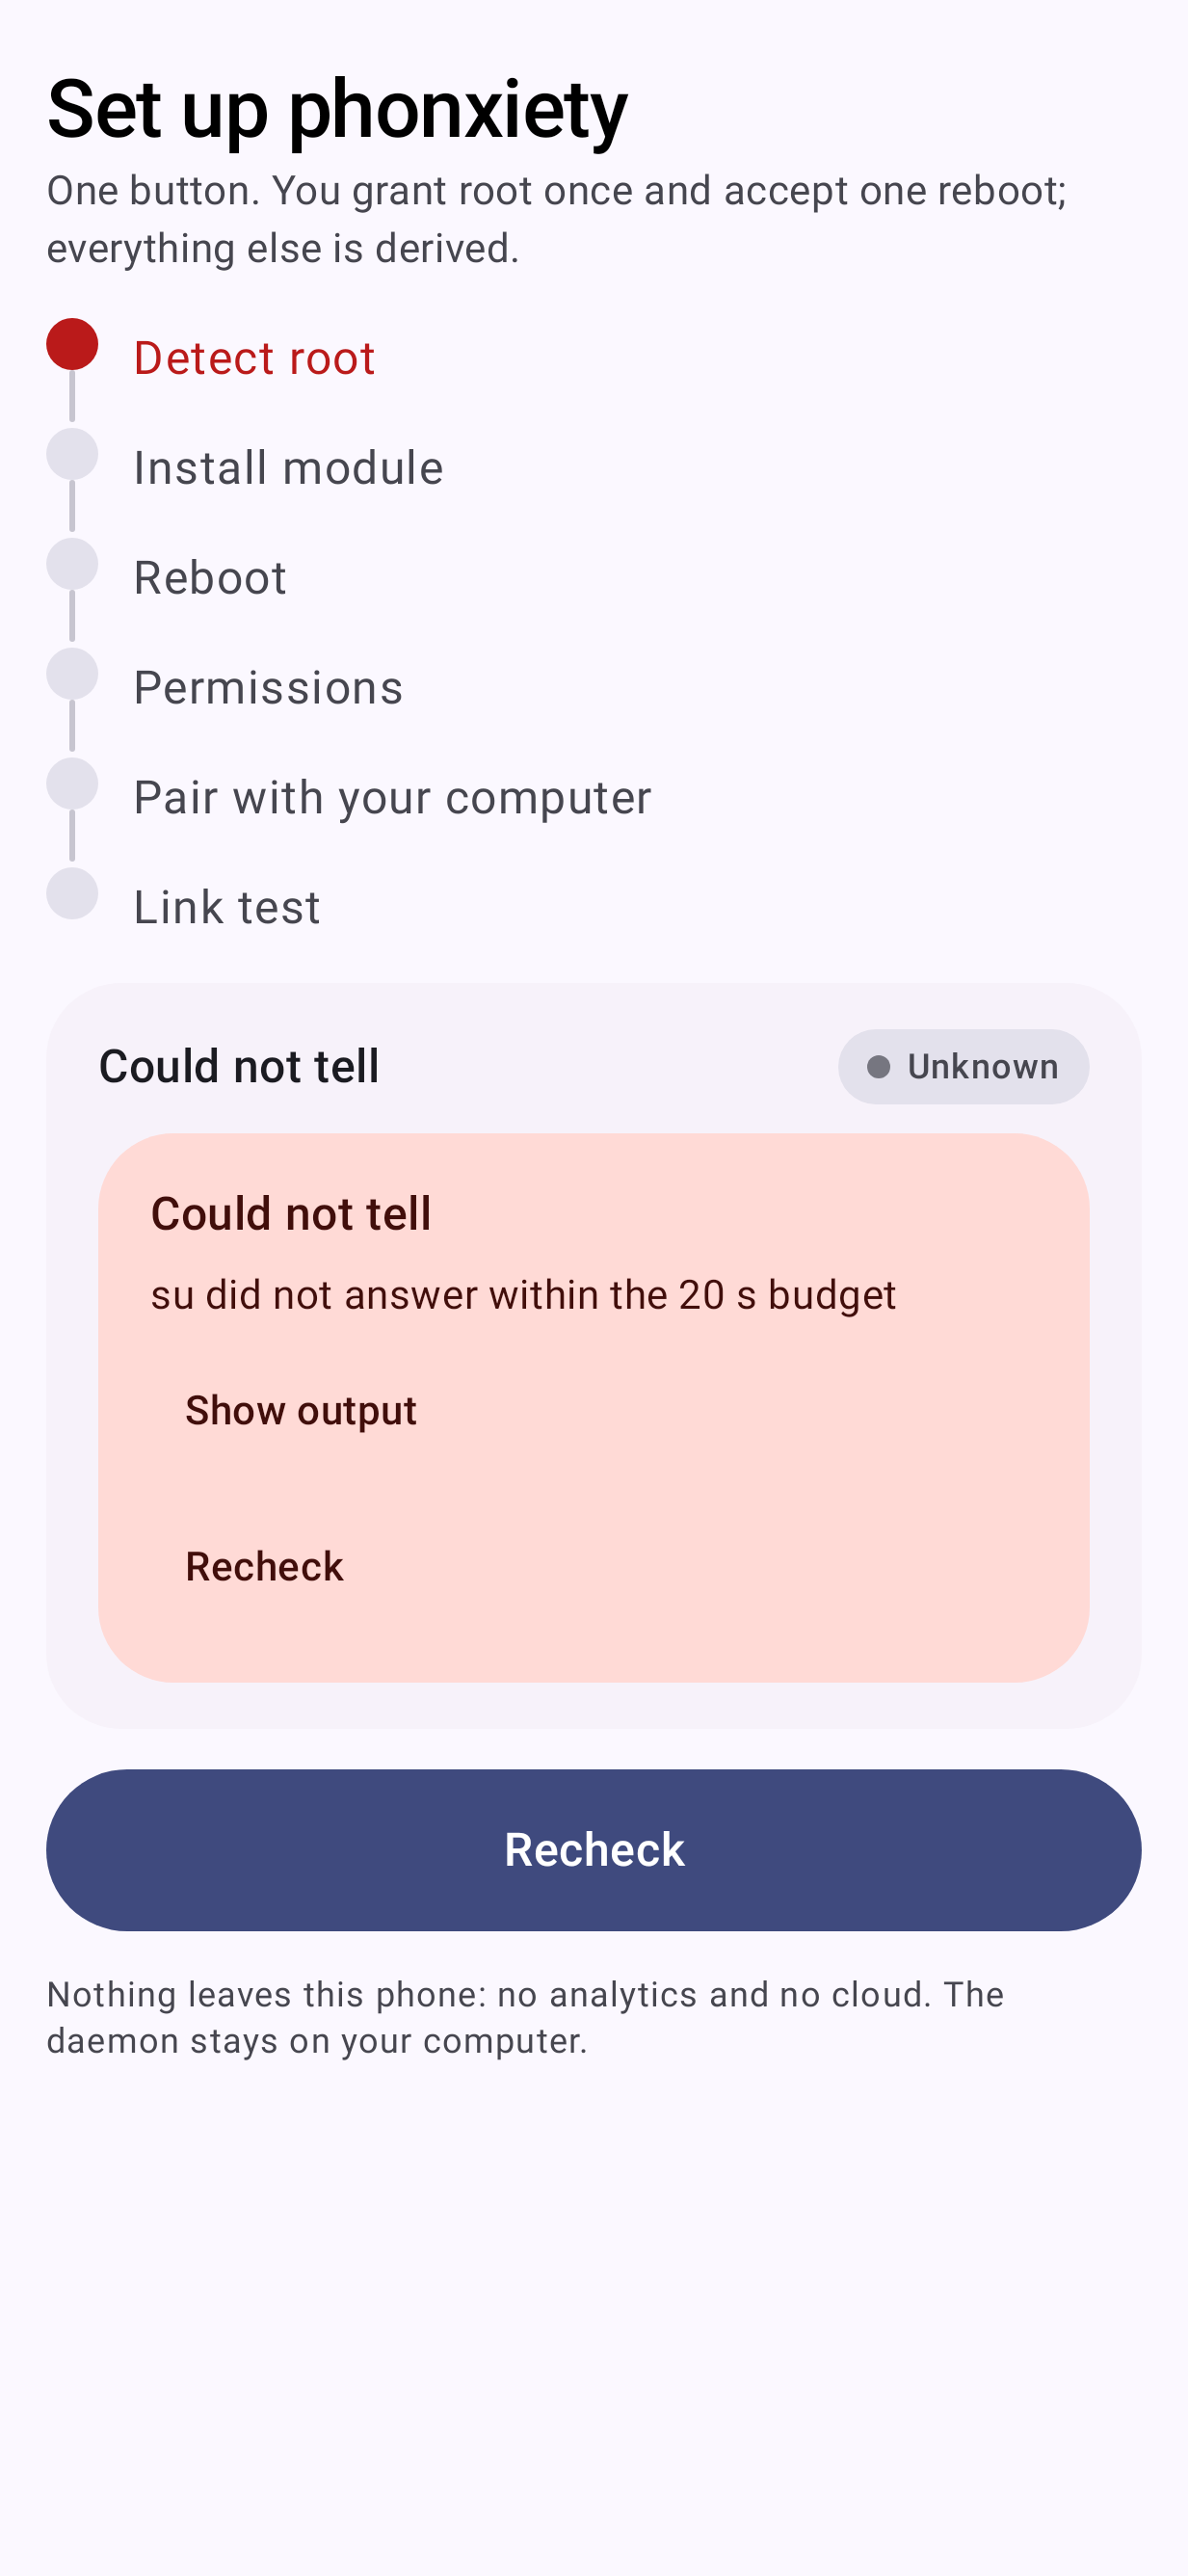 Set up phonxiety
One button. You grant root once and accept one reboot;
everything else is derived.
Detect root
Install module
Reboot
Permissions
Pair with your computer
Link test
Could not tell
Unknown
Could not tell
su did not answer within the 20 s budget
Show output
Recheck
Recheck
Nothing leaves this phone: no analytics and no cloud. The
daemon stays on your computer.